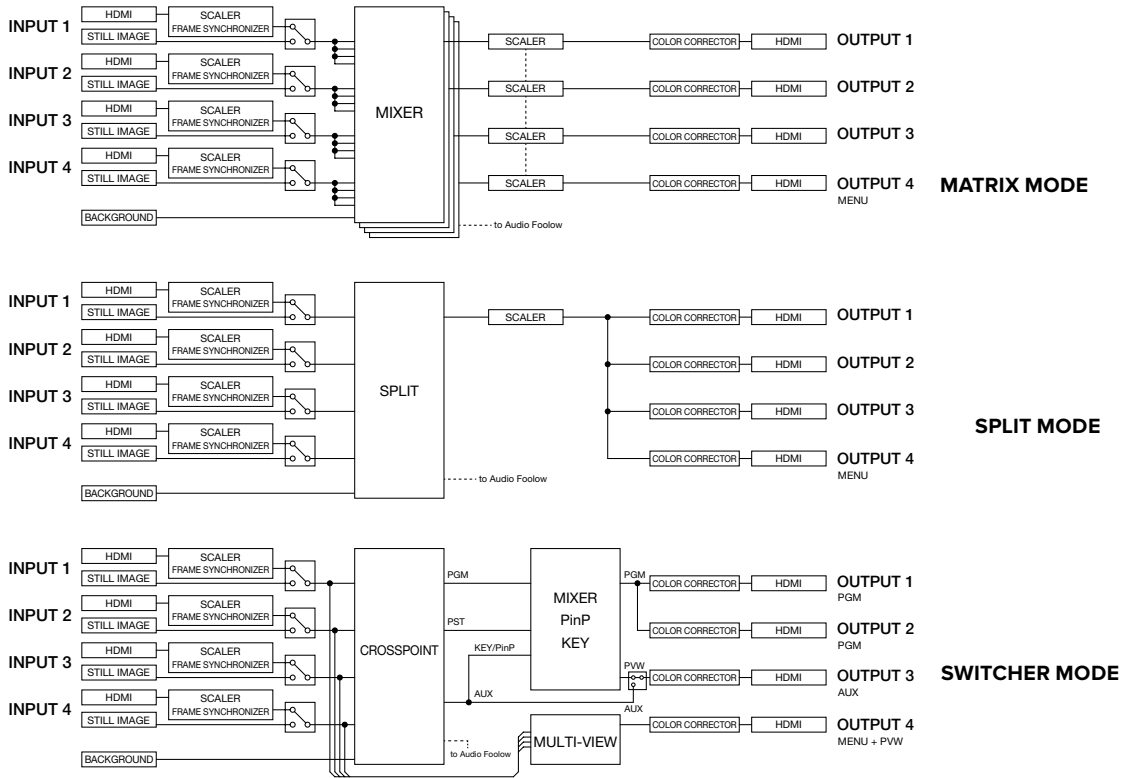 HDMI SCALER
INPUT 1 FRAME SYNCHRONIZER
STILL IMAGE SCALER COLOR CORRECTOR HDMI OUTPUT 1
HDMI SCALER
INPUT 2 FRAME SYNCHRONIZER
STILL IMAGE SCALER COLOR CORRECTOR HDMI OUTPUT 2
HDMI SCALER
INPUT 3 FRAME SYNCHRONIZER MIXER
STILL IMAGE SCALER COLOR CORRECTOR HDMI OUTPUT 3
HDMI SCALER
INPUT 4 FRAME SYNCHRONIZER
STILL IMAGE SCALER COLOR CORRECTOR HDMI OUTPUT 4 MATRIX MODE
MENU
BACKGROUND to Audio Foolow
HDMI SCALER
INPUT 1 FRAME SYNCHRONIZER
STILL IMAGE SCALER COLOR CORRECTOR HDMI OUTPUT 1
HDMI SCALER
INPUT 2 FRAME SYNCHRONIZER
STILL IMAGE COLOR CORRECTOR HDMI OUTPUT 2
HDMI SCALER
INPUT 3 FRAME SYNCHRONIZER SPLIT
STILL IMAGE COLOR CORRECTOR HDMI OUTPUT 3
SPLIT MODE
HDMI SCALER
INPUT 4 FRAME SYNCHRONIZER
STILL IMAGE COLOR CORRECTOR HDMI OUTPUT 4
MENU
to Audio Foolow
BACKGROUND
HDMI SCALER
INPUT 1 FRAME SYNCHRONIZER
STILL IMAGE PGM PGM COLOR CORRECTOR HDMI OUTPUT 1
PGM
HDMI SCALER MIXER
INPUT 2 FRAME SYNCHRONIZER PinP
STILL IMAGE PST KEY COLOR CORRECTOR HDMI OUTPUT 2
PGM
HDMI SCALER CROSSPOINT KEY/PinP
INPUT 3 FRAME SYNCHRONIZER
STILL IMAGE PVW COLOR CORRECTOR HDMI OUTPUT 3 SWITCHER MODE
AUX
HDMI SCALER AUX
INPUT 4 FRAME SYNCHRONIZER AUX
STILL IMAGE MULTI-VIEW COLOR CORRECTOR HDMI OUTPUT 4
MENU + PVW
to Audio Foolow
BACKGROUND